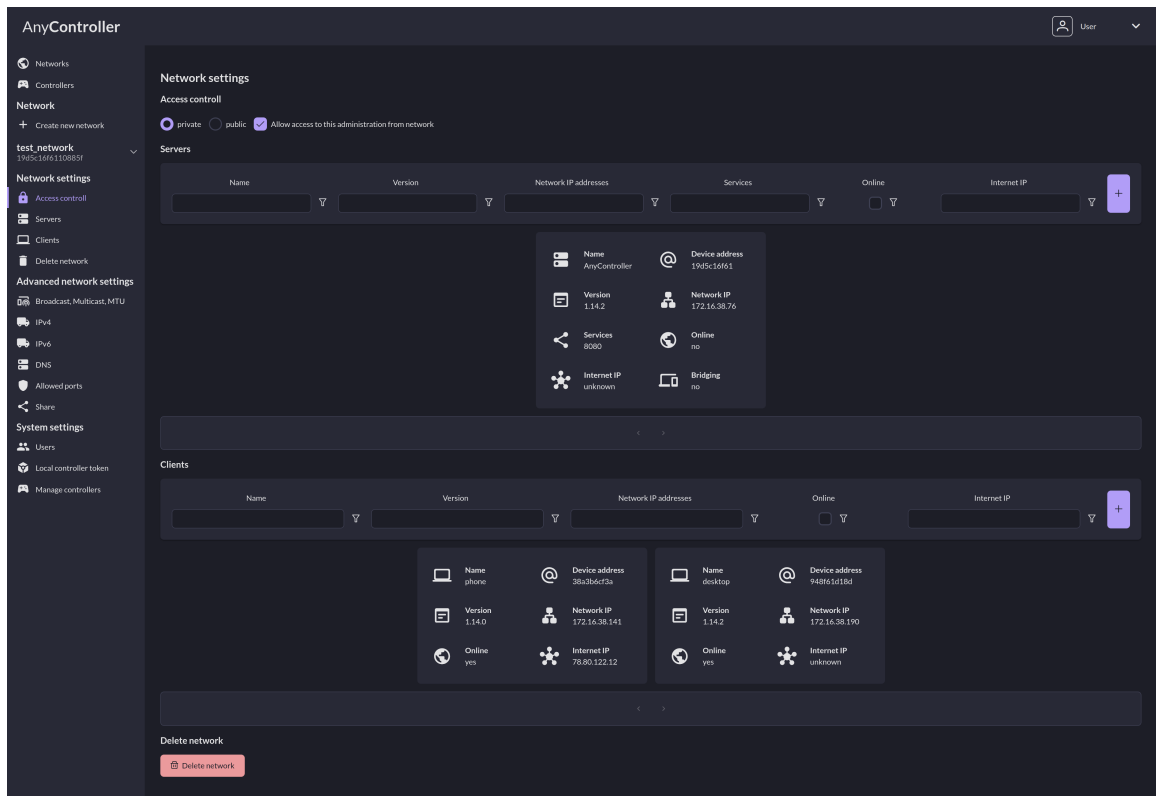 AnyController
User
Networks
Controllers
Network
Create new network
test_network
19d5c16f6110885f
Network settings
Access controll
Servers
Clients
Delete network
Advanced network settings
Broadcast, Multicast, MTU
IPv4
IPv6
DNS
Allowed ports
Share
System settings
Users
Local controller token
Manage controllers
Network settings
Access controll
private public Allow access to this administration from network
Servers
Name Version Network IP addresses Services Online Internet IP
+
Name Device address
AnyController 19d5c16f61
Version Network IP
1.14.2 172.16.38.76
Services Online
8080 no
Internet IP Bridging
unknown no
< >
Clients
Name Version Network IP addresses Online Internet IP
+
Name Device address
phone 38a3b6cf3a
Version Network IP
1.14.0 172.16.38.141
Online Internet IP
yes 78.80.122.12
Name Device address
desktop 948f61d18d
Version Network IP
1.14.2 172.16.38.190
Online Internet IP
yes unknown
< >
Delete network
Delete network